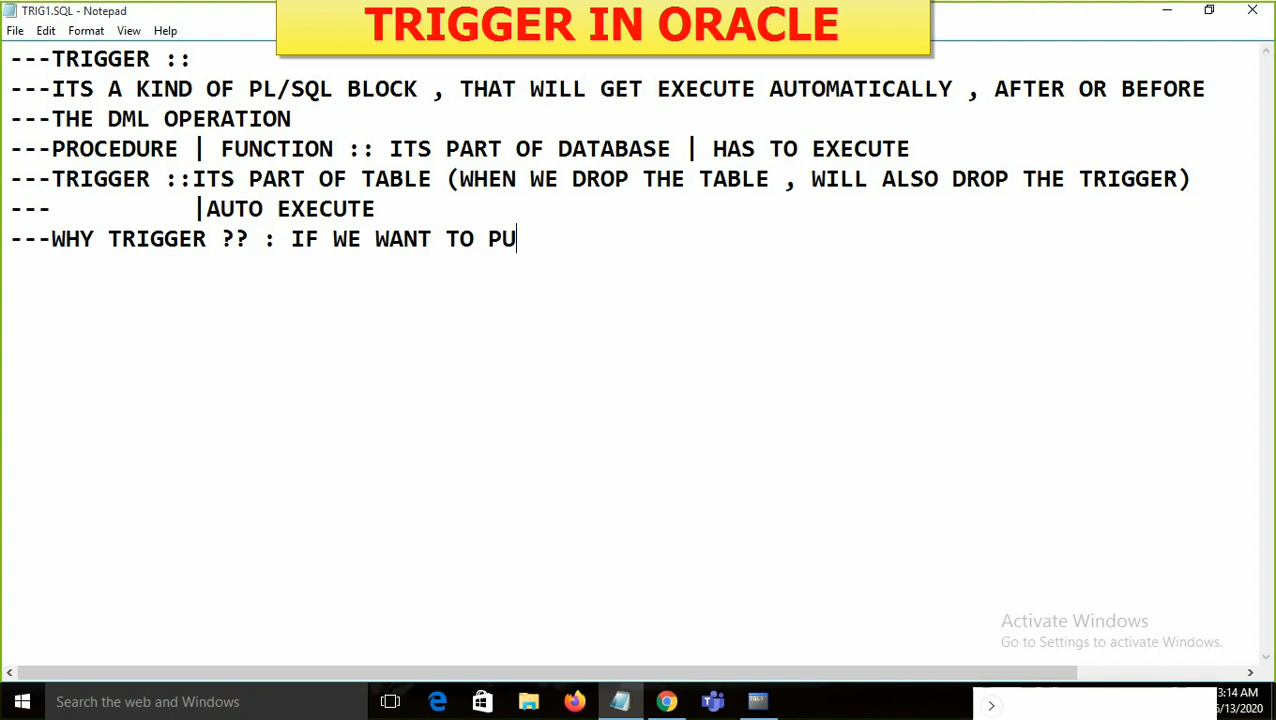 TRIG1.SQL - Notepad
TRIGGER IN ORACLE
File Edit Format View Help
---TRIGGER ::
---ITS A KIND OF PL/SQL BLOCK , THAT WILL GET EXECUTE AUTOMATICALLY , AFTER OR BEFORE
---THE DML OPERATION
---PROCEDURE | FUNCTION :: ITS PART OF DATABASE | HAS TO EXECUTE
---TRIGGER ::ITS PART OF TABLE (WHEN WE DROP THE TABLE , WILL ALSO DROP THE TRIGGER)
--- |AUTO EXECUTE
---WHY TRIGGER ?? : IF WE WANT TO PU
Activate Windows
Go to Settings to activate Windows.
Search the web and Windows
3:14 AM
/13/2020